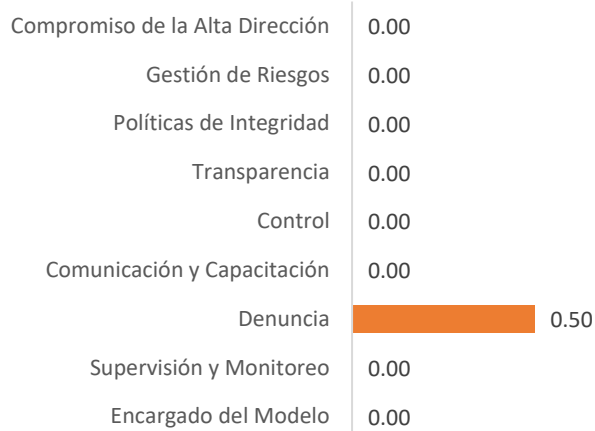 Compromiso de la Alta Dirección 0.00
Gestión de Riesgos 0.00
Políticas de Integridad 0.00
Transparencia 0.00
Control 0.00
Comunicación y Capacitación 0.00
Denuncia 0.50
Supervisión y Monitoreo 0.00
Encargado del Modelo 0.00